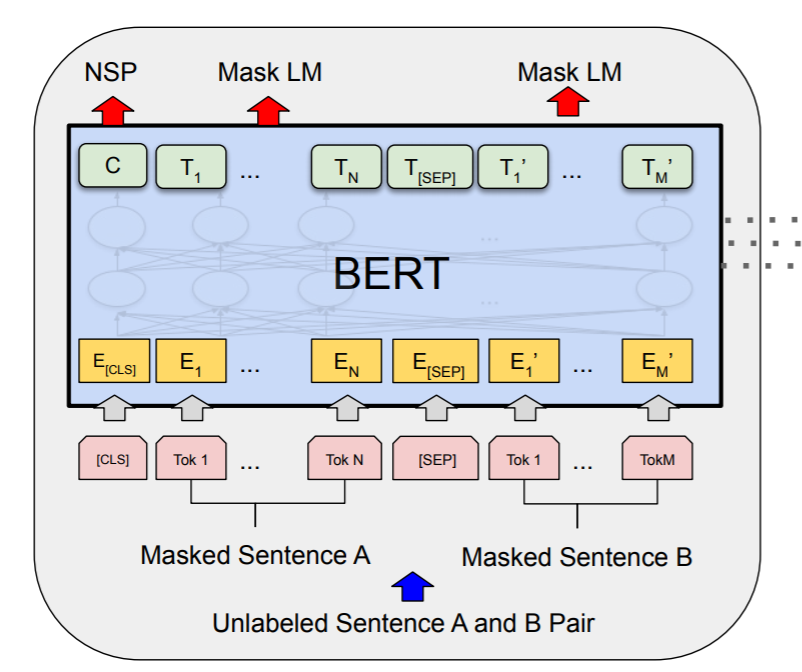 NSP Mask LM Mask LM
C T1 ... TN T[SEP] T1' ... TM'
...
BERT
...
E[CLS] E1 ... EN E[SEP] E1' ... EM'
[CLS] Tok 1 ... Tok N [SEP] Tok 1 ... TokM
Masked Sentence A Masked Sentence B
Unlabeled Sentence A and B Pair